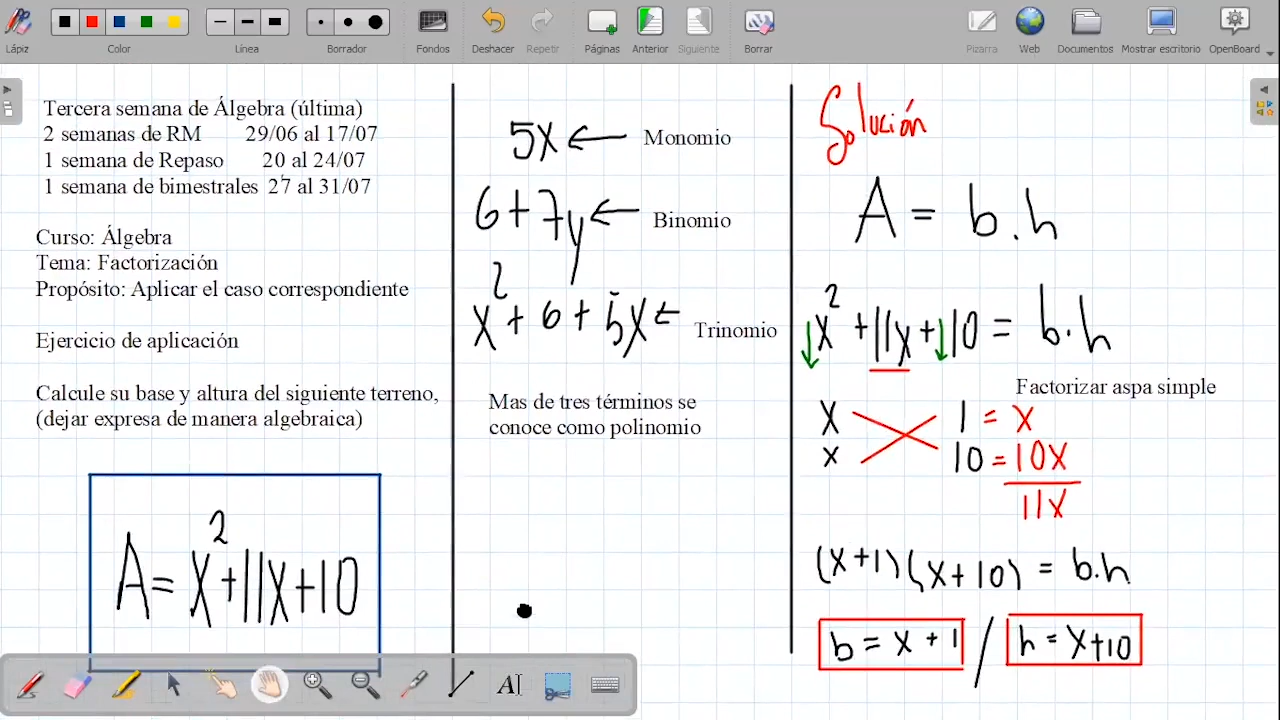 Lápiz
Color
Línea
Borrador
Fondos
Deshacer
Repetir
Páginas
Anterior
Siguiente
Borrar
Pizarra
Web
Documentos
Mostrar escritorio
OpenBoard
Tercera semana de Álgebra (última)
2 semanas de RM 29/06 al 17/07
1 semana de Repaso 20 al 24/07
1 semana de bimestrales 27 al 31/07
Curso: Álgebra
Tema: Factorización
Propósito: Aplicar el caso correspondiente
Ejercicio de aplicación
Calcule su base y altura del siguiente terreno,
(dejar expresa de manera algebraica)
A = x² + 11x + 10
5x ← Monomio
6 + 7y ← Binomio
x² + 6 + 5x ← Trinomio
Mas de tres términos se
conoce como polinomio
Solución
A = b.h
x² + 11x + 10 = b.h
Factorizar aspa simple
x 1 = x
x 10 = 10x
11x
(x+1)(x+10) = b.h
b = x + 1 / h = x+10
AI